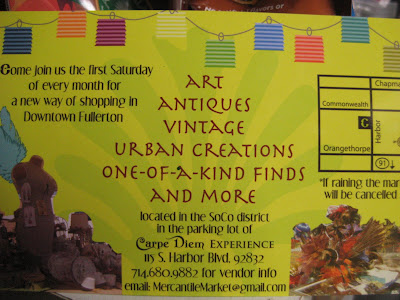 Come join us the first Saturday
of every month for
a new way of shopping in
Downtown Fullerton
ART
ANTIQUES
VINTAGE
URBAN CREATIONS
ONE-OF-A-KIND FINDS
AND MORE
located in the SoCo district
in the parking lot of
Carpe Diem EXPERIENCE
115 S. Harbor Blvd. 92832
714.680.9882 for vendor info
email: MercantileMarket@gmail.com
Chapma
Commonwealth
C
Harbor
Orangethorpe
91
*If raining the mar
will be cancelled